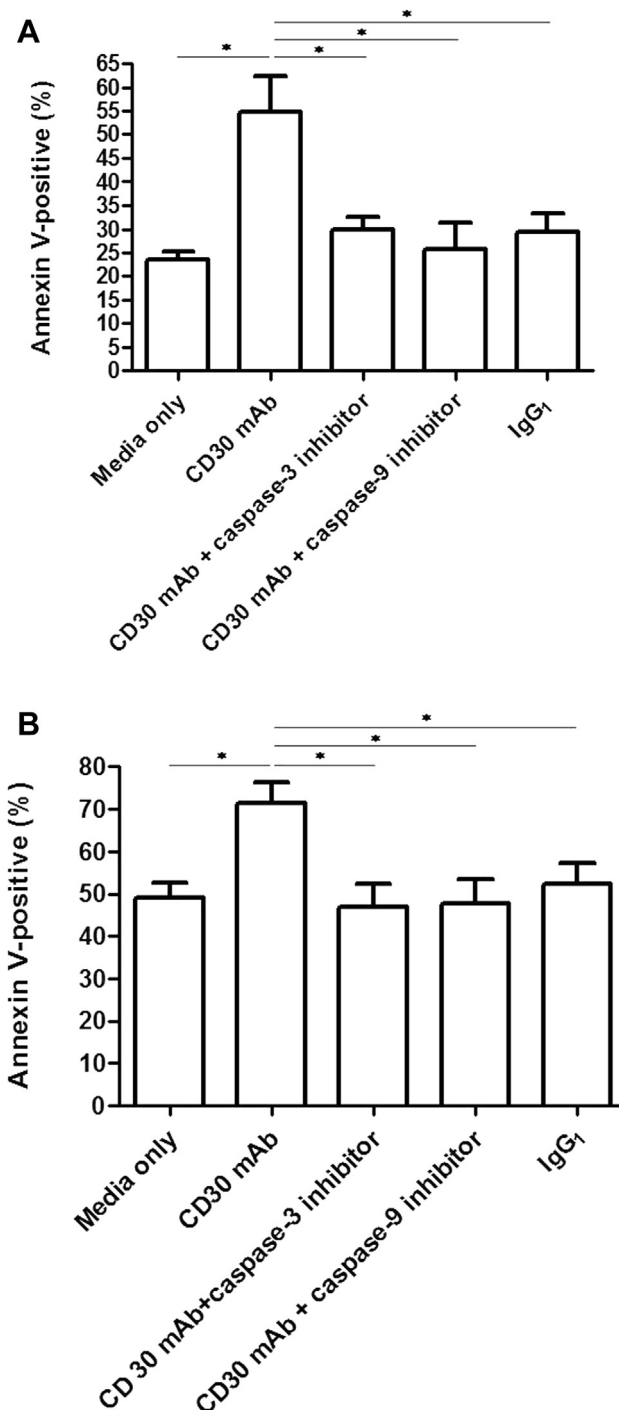 A
*
*
*
*
Annexin V-positive (%)
65
60
55
50
45
40
35
30
25
20
15
10
5
0
Media only
CD30 mAb
CD30 mAb + caspase-3 inhibitor
CD30 mAb + caspase-9 inhibitor
IgG₁
B
*
*
*
*
Annexin V-positive (%)
80
70
60
50
40
30
20
10
0
Media only
CD30 mAb
CD 30 mAb+caspase-3 inhibitor
CD30 mAb + caspase-9 inhibitor
IgG₁